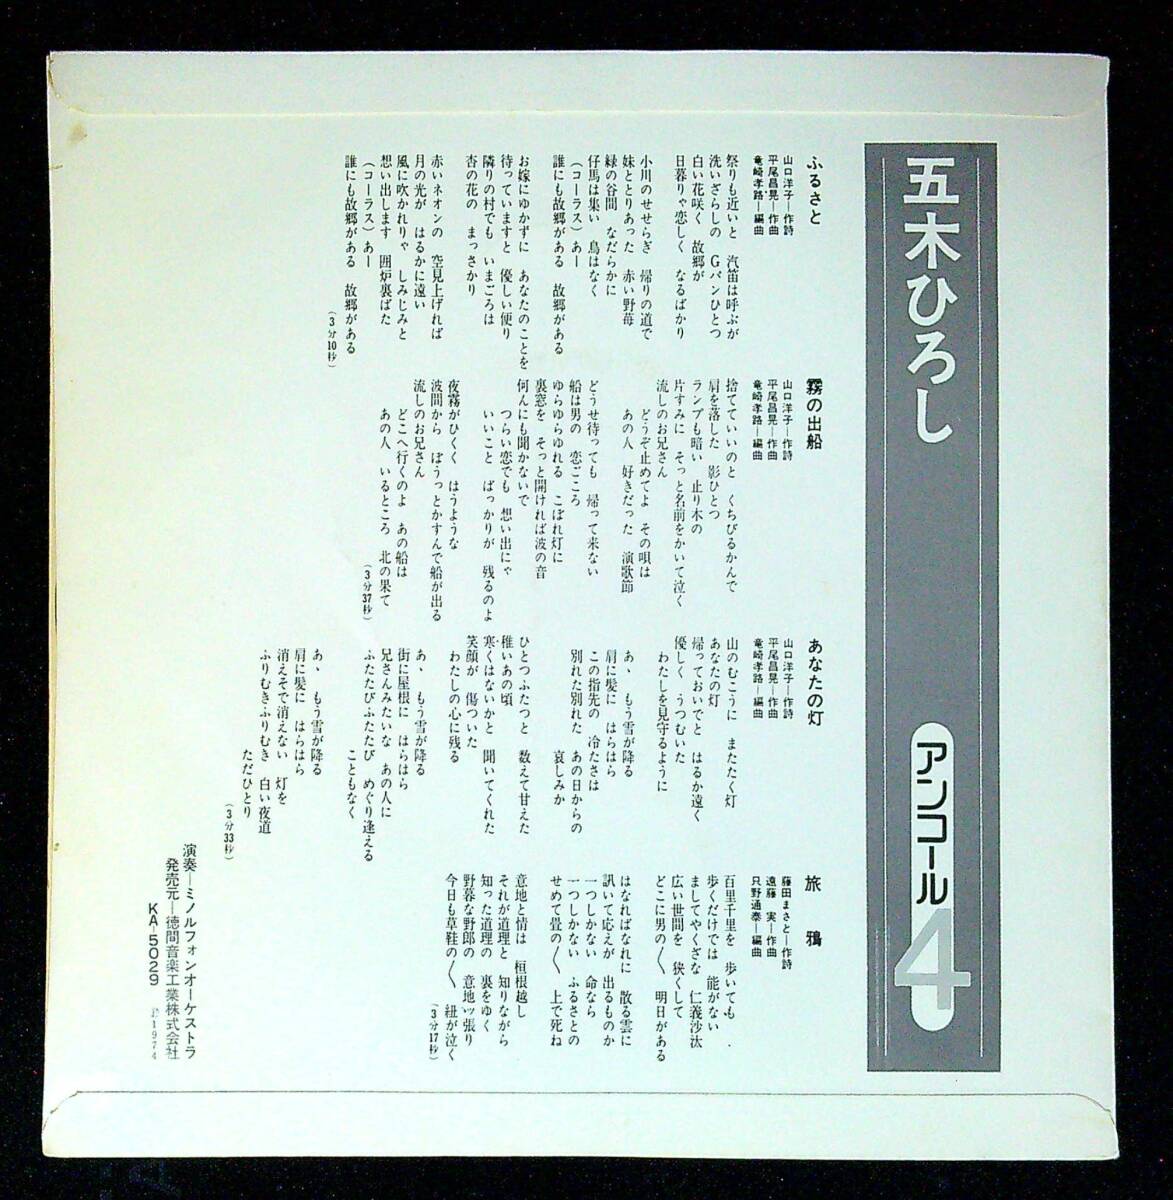 五木ひろし
アンコール4
ふるさと
山口洋子―作詩
平尾昌晃―作曲
竜崎孝路―編曲
祭りも近いと 汽笛は呼ぶが
洗いざらしの Gパンひとつ
白い花咲く 故郷が
日暮りゃ恋しく なるばかり
小川のせせらぎ 帰りの道で
妹ととりあった 赤い野苺
緑の谷間 なだらかに
仔馬は集い 鳥はなく
(コーラス)あー
誰にも故郷がある 故郷がある
お嫁にゆかずに あなたのことを
待っていますと 優しい便り
隣りの村でも いまごろは
杏の花の まっさかり
赤いネオンの 空見上げれば
月の光が はるかに遠い
風に吹かれりゃ しみじみと
想い出します 囲炉裏ばた
(コーラス)あー
誰にも故郷がある 故郷がある
(3分10秒)
霧の出船
山口洋子―作詩
平尾昌晃―作曲
竜崎孝路―編曲
捨てていいのと くちびるかんで
肩を落した 影ひとつ
ランプも暗い 止り木の
片すみに そっと名前をかいて泣く
流しのお兄さん
どうぞ止めてよ その唄は
あの人 好きだった 演歌節
どうせ待っても 帰って来ない
船は男の 恋ごころ
ゆらゆらゆれる こぼれ灯に
裏窓を そっと開ければ波の音
何んにも聞かないで
つらい恋でも 想い出にゃ
いいこと ばっかりが 残るのよ
夜霧がひくく はうような
波間から ぼうっとかすんで船が出る
流しのお兄さん
どこへ行くのよ あの船は
あの人 いるところ 北の果て
(3分37秒)
あなたの灯
山口洋子―作詩
平尾昌晃―作曲
竜崎孝路―編曲
山のむこうに またたく灯
あなたの灯
帰っておいでと はるか遠く
優しく うつむいた
わたしを見守るように
あゝ もう雪が降る
肩に髪に はらはら
この指先の 冷たさは
別れた別れた あの日からの
哀しみか
ひとつふたつと 数えて甘えた
稚いあの頃
寒くはないかと 聞いてくれた
笑顔が 傷ついた
わたしの心に残る
あゝ もう雪が降る
街に屋根に はらはら
兄さんみたいな あの人に
ふたたびふたたび めぐり逢える
こともなく
あゝ もう雪が降る
肩に髪に はらはら
消えそで消えない 灯を
ふりむきふりむき 白い夜道
ただひとり
(3分33秒)
旅鴉
藤田まさと―作詩
遠藤 実―作曲
只野通泰―編曲
百里千里を 歩いても
歩くだけでは 能がない
ましてやくざな 仁義沙汰
広い世間を 狭くして
どこに男の〱 明日がある
はなればなれに 散る雲に
訊いて応えが 出るものか
一つしかない 命なら
一つしかない ふるさとの
せめて畳の〱 上で死ね
意地と情は 垣根越し
それが道理と 知りながら
知った道理の 裏をゆく
野暮な野郎の 意地ッ張り
今日も草鞋の〱 紐が泣く
(3分17秒)
演奏―ミノルフォンオーケストラ
発売元―徳間音楽工業株式会社
KA-5029 Ⓟ1974